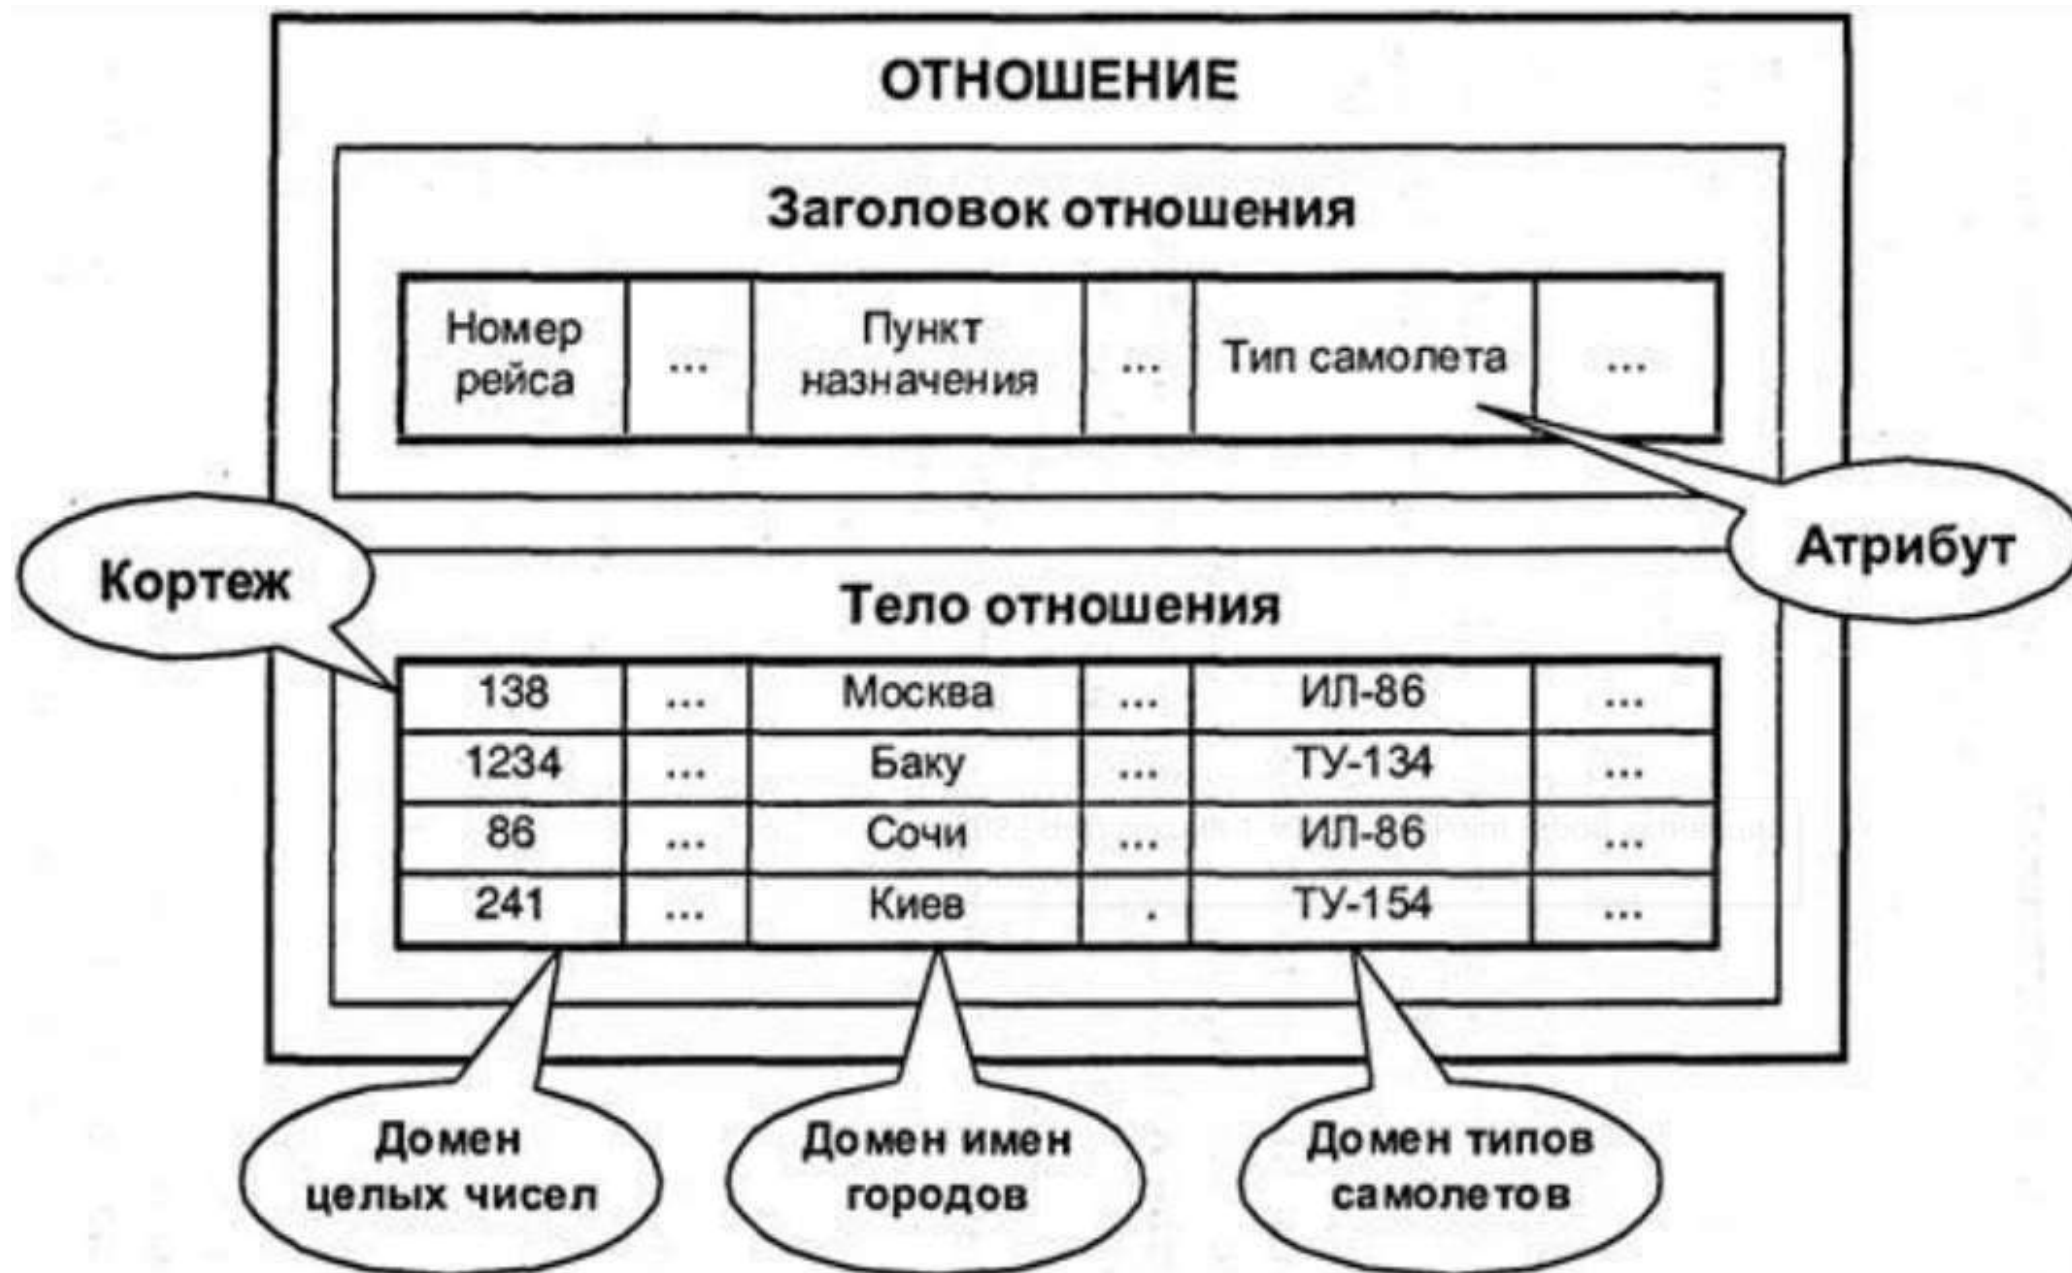 ОТНОШЕНИЕ
Заголовок отношения
Номер рейса ... Пункт назначения ... Тип самолета ...
Атрибут
Кортеж
Тело отношения
138 ... Москва ... ИЛ-86 ...
1234 ... Баку ... ТУ-134 ...
86 ... Сочи ... ИЛ-86 ...
241 ... Киев . ТУ-154 ...
Домен целых чисел
Домен имен городов
Домен типов самолетов